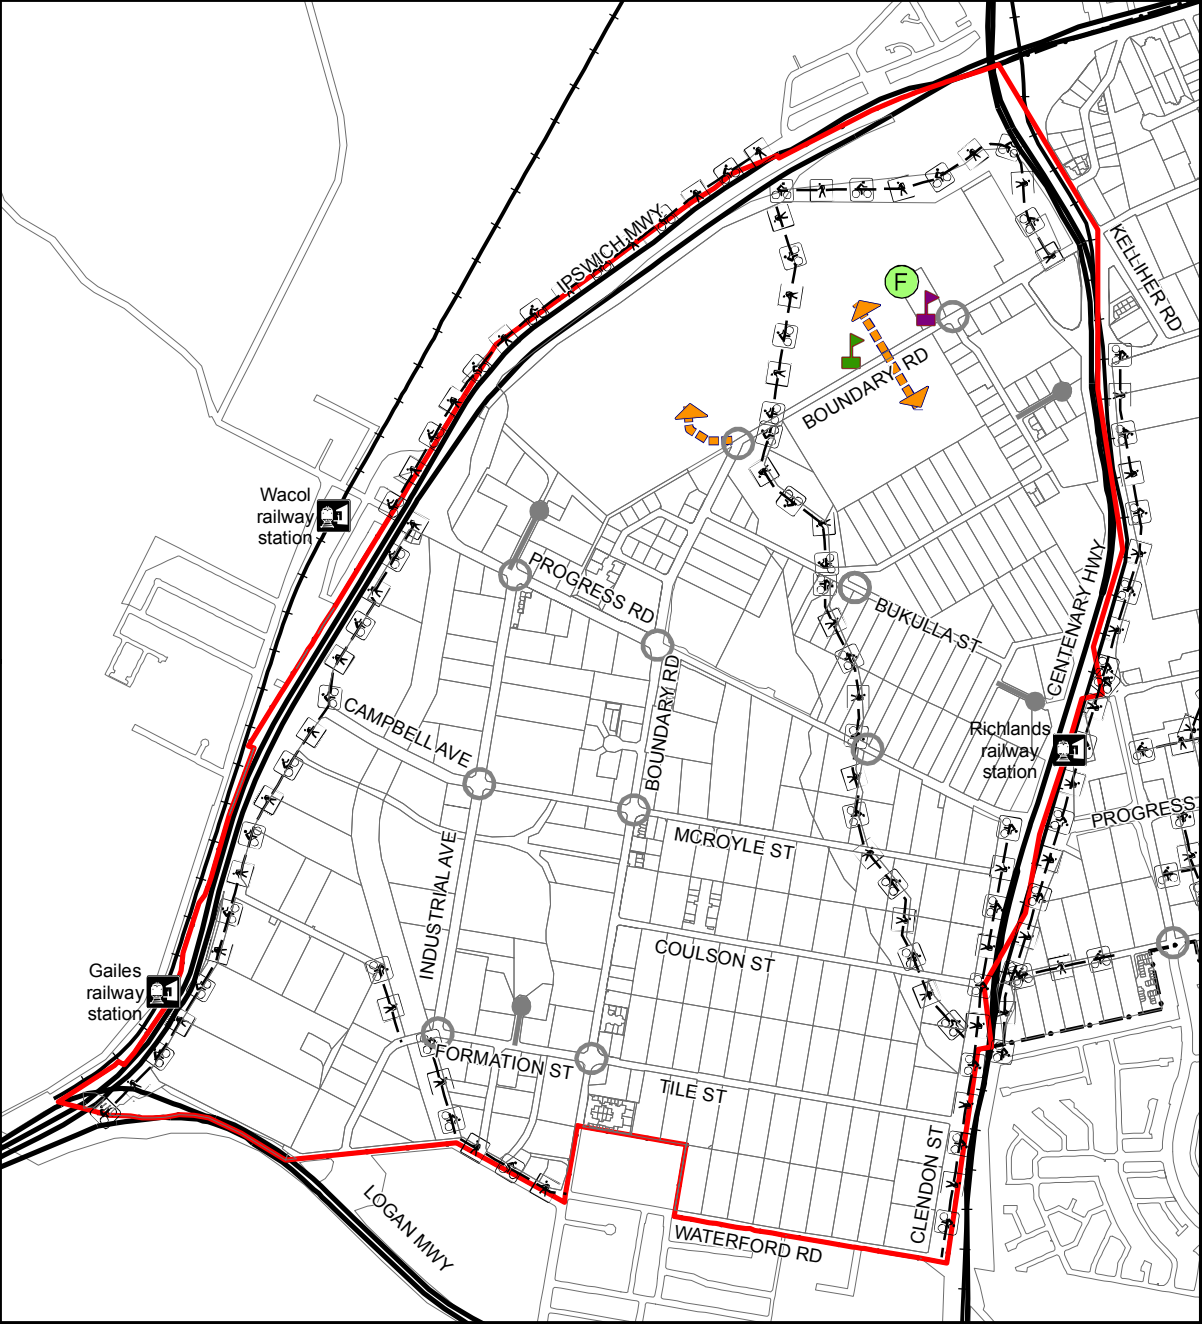 IPSWICH MWY
KELLIHER RD
F
BOUNDARY RD
Wacol
railway
station
PROGRESS RD
BUKULLA ST
CENTENARY HWY
BOUNDARY RD
CAMPBELL AVE
Richlands
railway
station
PROGRESS
MCROYLE ST
INDUSTRIAL AVE
COULSON ST
Gailes
railway
station
FORMATION ST
TILE ST
CLENDON ST
LOGAN MWY
WATERFORD RD